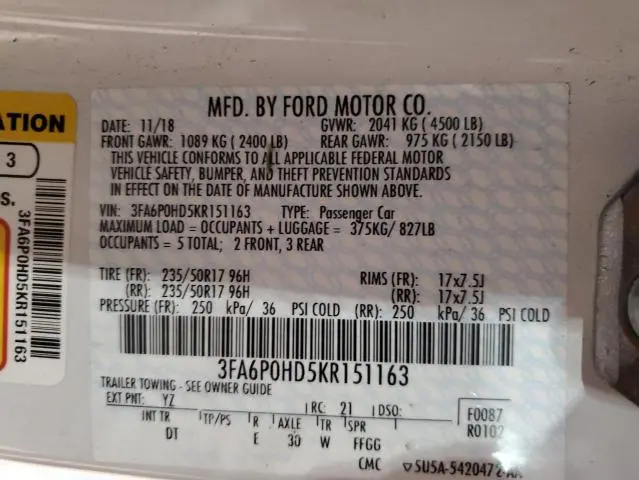 MFD. BY FORD MOTOR CO.
DATE: 11/18 GVWR: 2041 KG ( 4500 LB)
FRONT GAWR: 1089 KG ( 2400 LB) REAR GAWR: 975 KG ( 2150 LB)
THIS VEHICLE CONFORMS TO ALL APPLICABLE FEDERAL MOTOR
VEHICLE SAFETY, BUMPER, AND THEFT PREVENTION STANDARDS
IN EFFECT ON THE DATE OF MANUFACTURE SHOWN ABOVE.
VIN: 3FA6P0HD5KR151163 TYPE: Passenger Car
MAXIMUM LOAD = OCCUPANTS + LUGGAGE = 375KG/ 827LB
OCCUPANTS = 5 TOTAL; 2 FRONT, 3 REAR
TIRE (FR): 235/50R17 96H RIMS (FR): 17x7.5J
(RR): 235/50R17 96H (RR): 17x7.5J
PRESSURE (FR): 250 kPa/ 36 PSI COLD (RR): 250 kPa/ 36 PSI COLD
3FA6P0HD5KR151163
TRAILER TOWING - SEE OWNER GUIDE
EXT PNT: YZ RC: 21 DSO:
INT TR TP/PS R AXLE TR SPR
DT E 30 W FFGG
F0087
R0102
CMC 5U5A-5420472-AA
ATION
3
S.
3FA6P0HD5KR151163